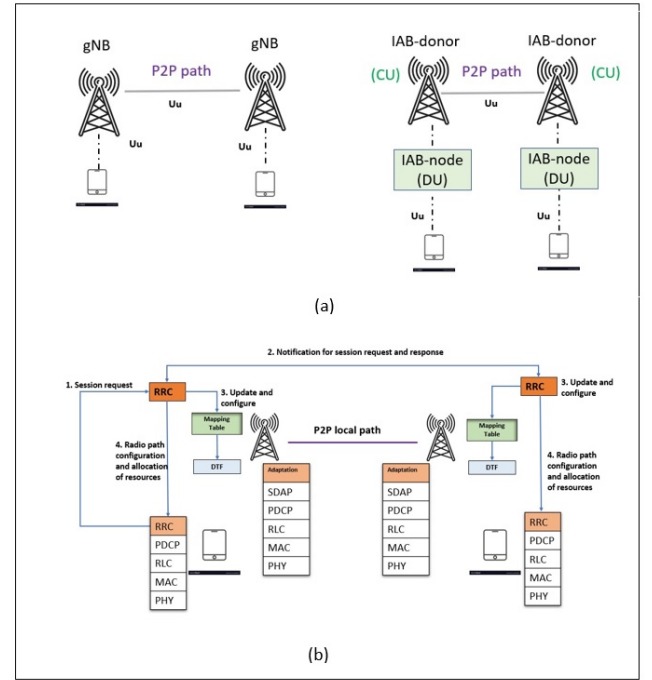 gNB
gNB
P2P path
Uu
Uu
Uu
IAB-donor
IAB-donor
(CU)
P2P path
(CU)
Uu
IAB-node
(DU)
IAB-node
(DU)
Uu
Uu
(a)
2. Notification for session request and response
1. Session request
RRC
3. Update and
configure
Mapping
Table
DTF
4. Radio path
configuration
and allocation
of resources
P2P local path
RRC
3. Update and
configure
Mapping
Table
DTF
4. Radio path
configuration
and allocation
of resources
RRC
PDCP
RLC
MAC
PHY
Adaptation
SDAP
PDCP
RLC
MAC
PHY
Adaptation
SDAP
PDCP
RLC
MAC
PHY
RRC
PDCP
RLC
MAC
PHY
(b)